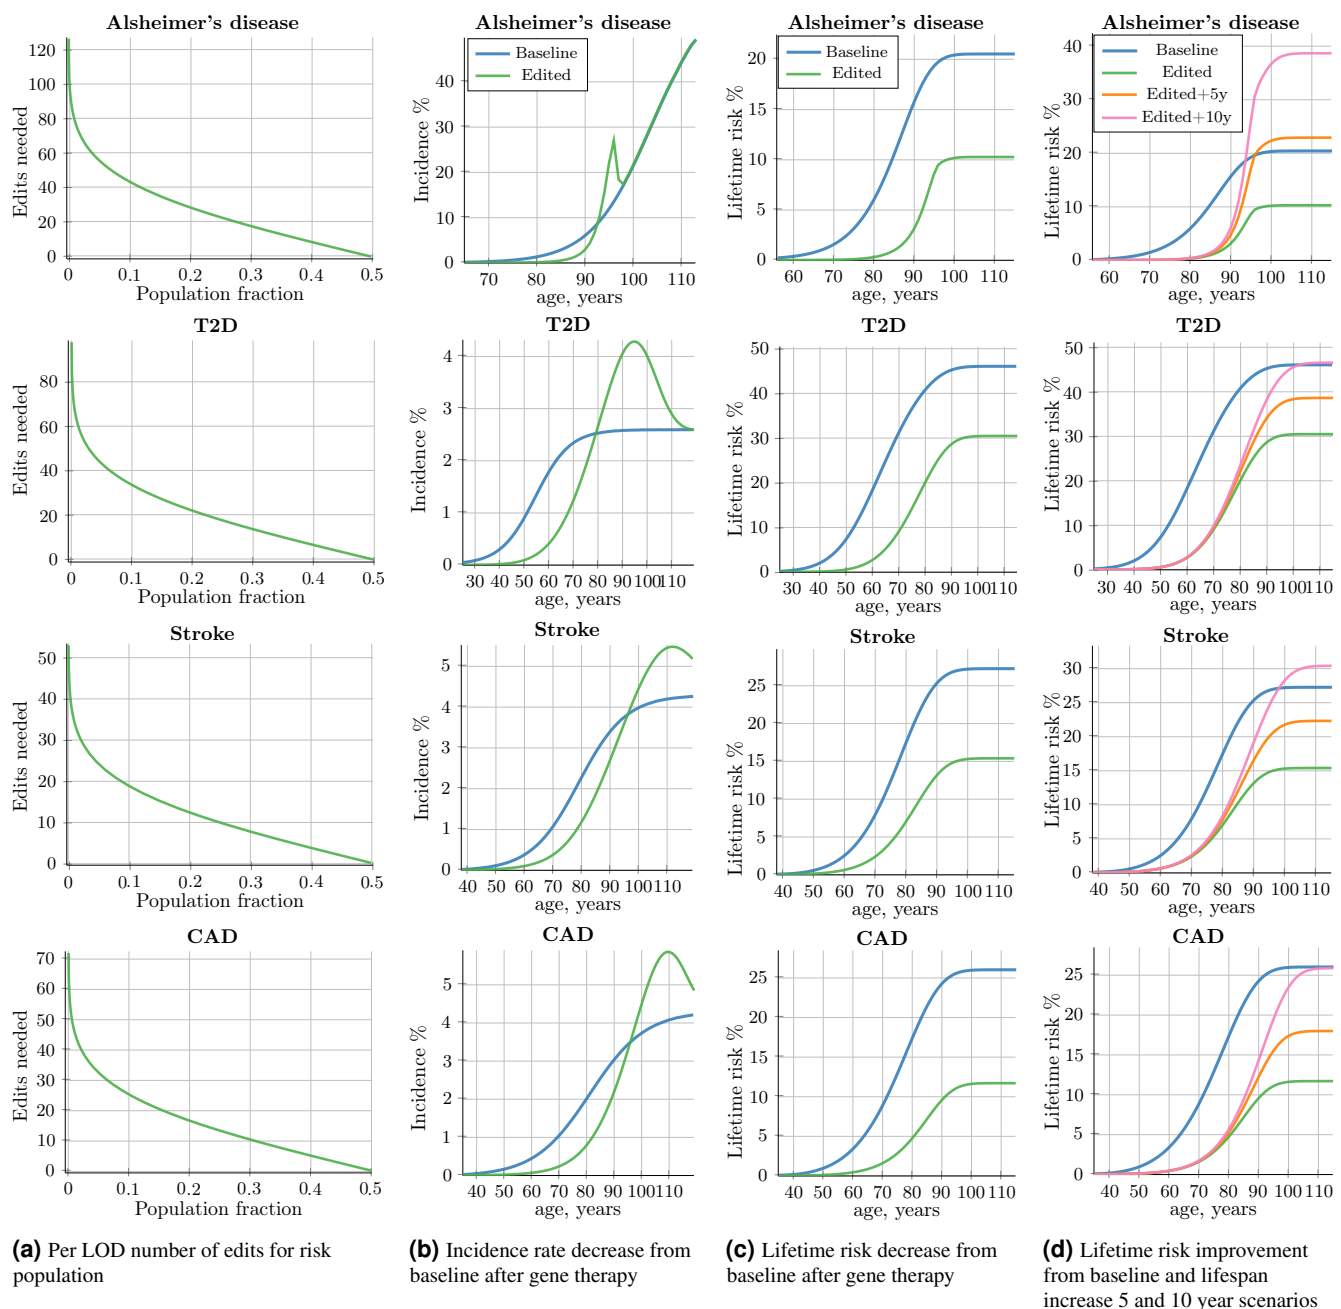 Alsheimer's disease
Edits needed
120
100
80
60
40
20
0
0 0.1 0.2 0.3 0.4 0.5
Population fraction
Alsheimer's disease
Baseline
Edited
Incidence %
40
30
20
10
0
70 80 90 100 110
age, years
Alsheimer's disease
Baseline
Edited
Lifetime risk %
20
15
10
5
0
60 70 80 90 100 110
age, years
Alsheimer's disease
Baseline
Edited
Edited+5y
Edited+10y
Lifetime risk %
40
30
20
10
0
60 70 80 90 100 110
age, years
T2D
Edits needed
80
60
40
20
0
0 0.1 0.2 0.3 0.4 0.5
Population fraction
T2D
Incidence %
4
3
2
1
0
30 40 50 60 70 80 90 100 110
age, years
T2D
Lifetime risk %
50
40
30
20
10
0
30 40 50 60 70 80 90 100 110
age, years
T2D
Lifetime risk %
50
40
30
20
10
0
30 40 50 60 70 80 90 100 110
age, years
Stroke
Edits needed
50
40
30
20
10
0
0 0.1 0.2 0.3 0.4 0.5
Population fraction
Stroke
Incidence %
5
4
3
2
1
0
40 50 60 70 80 90 100 110
age, years
Stroke
Lifetime risk %
25
20
15
10
5
0
40 50 60 70 80 90 100 110
age, years
Stroke
Lifetime risk %
30
25
20
15
10
5
0
40 50 60 70 80 90 100 110
age, years
CAD
Edits needed
70
60
50
40
30
20
10
0
0 0.1 0.2 0.3 0.4 0.5
Population fraction
CAD
Incidence %
5
4
3
2
1
0
40 50 60 70 80 90 100 110
age, years
CAD
Lifetime risk %
25
20
15
10
5
0
40 50 60 70 80 90 100 110
age, years
CAD
Lifetime risk %
25
20
15
10
5
0
40 50 60 70 80 90 100 110
age, years
(a) Per LOD number of edits for risk
population
(b) Incidence rate decrease from
baseline after gene therapy
(c) Lifetime risk decrease from
baseline after gene therapy
(d) Lifetime risk improvement
from baseline and lifespan
increase 5 and 10 year scenarios